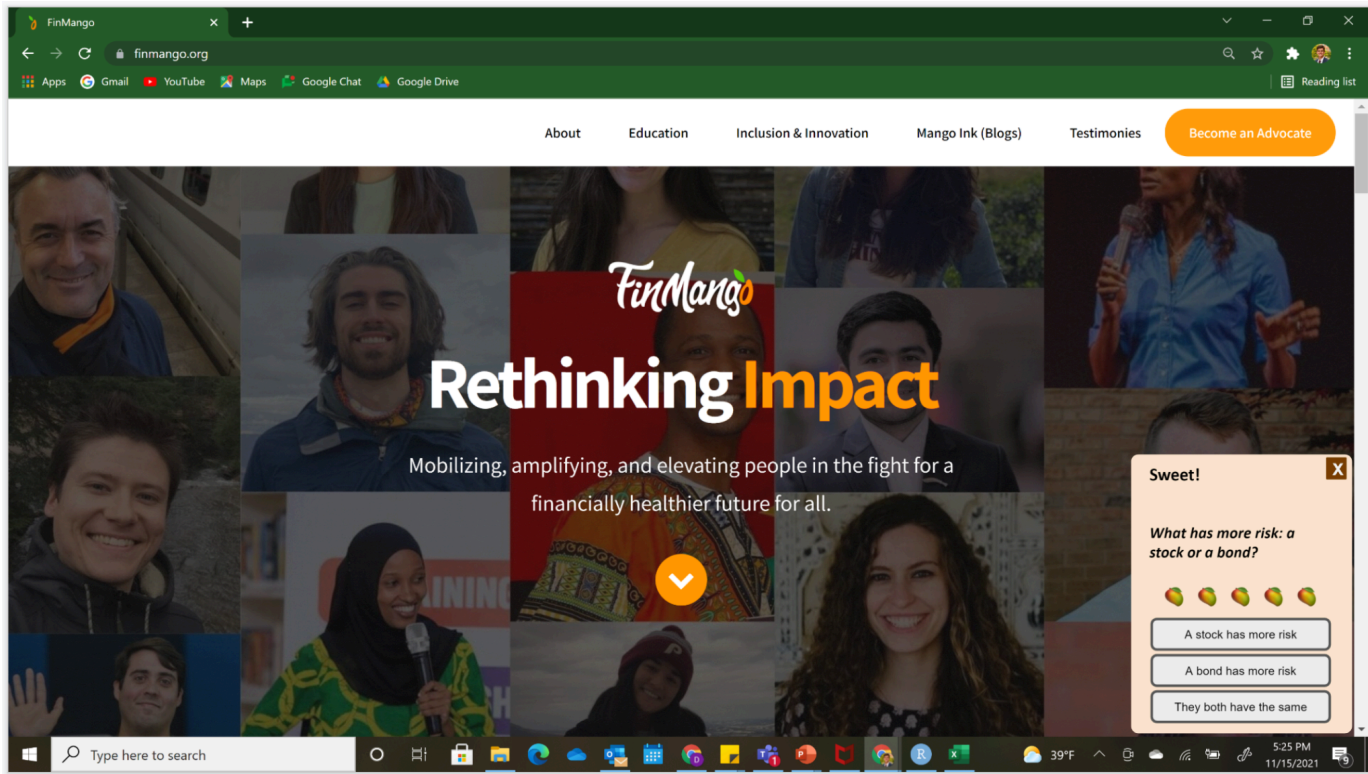 FinMango
finmango.org
Apps Gmail YouTube Maps Google Chat Google Drive Reading list
About Education Inclusion & Innovation Mango Ink (Blogs) Testimonies Become an Advocate
FinMango
Rethinking Impact
Mobilizing, amplifying, and elevating people in the fight for a
financially healthier future for all.
ININ
Sweet!
X
What has more risk: a
stock or a bond?
A stock has more risk
A bond has more risk
They both have the same
Type here to search
39°F
5:25 PM
11/15/2021